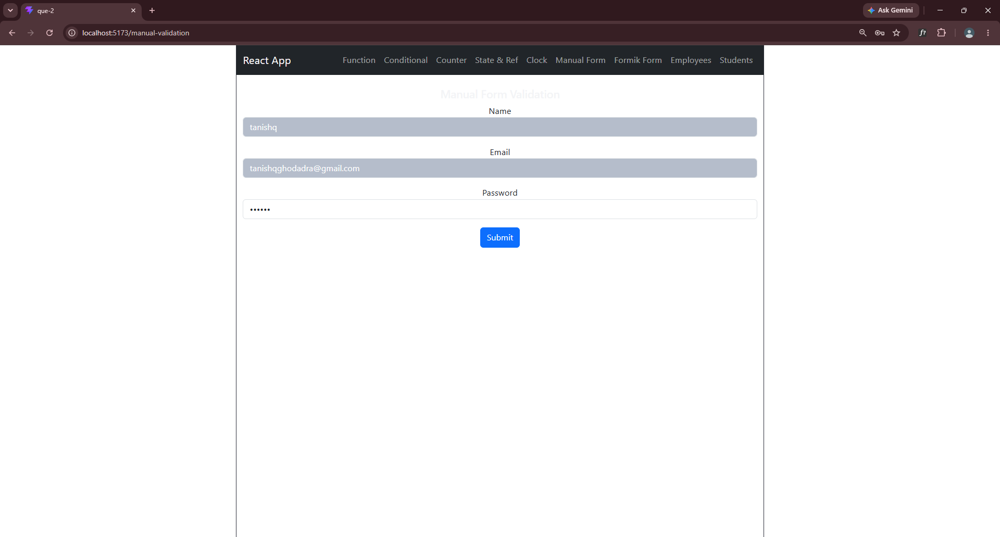 que-2
Ask Gemini
localhost:5173/manual-validation
React App Function Conditional Counter State & Ref Clock Manual Form Formik Form Employees Students
Manual Form Validation
Name
tanishq
Email
tanishqghodadra@gmail.com
Password
••••••
Submit